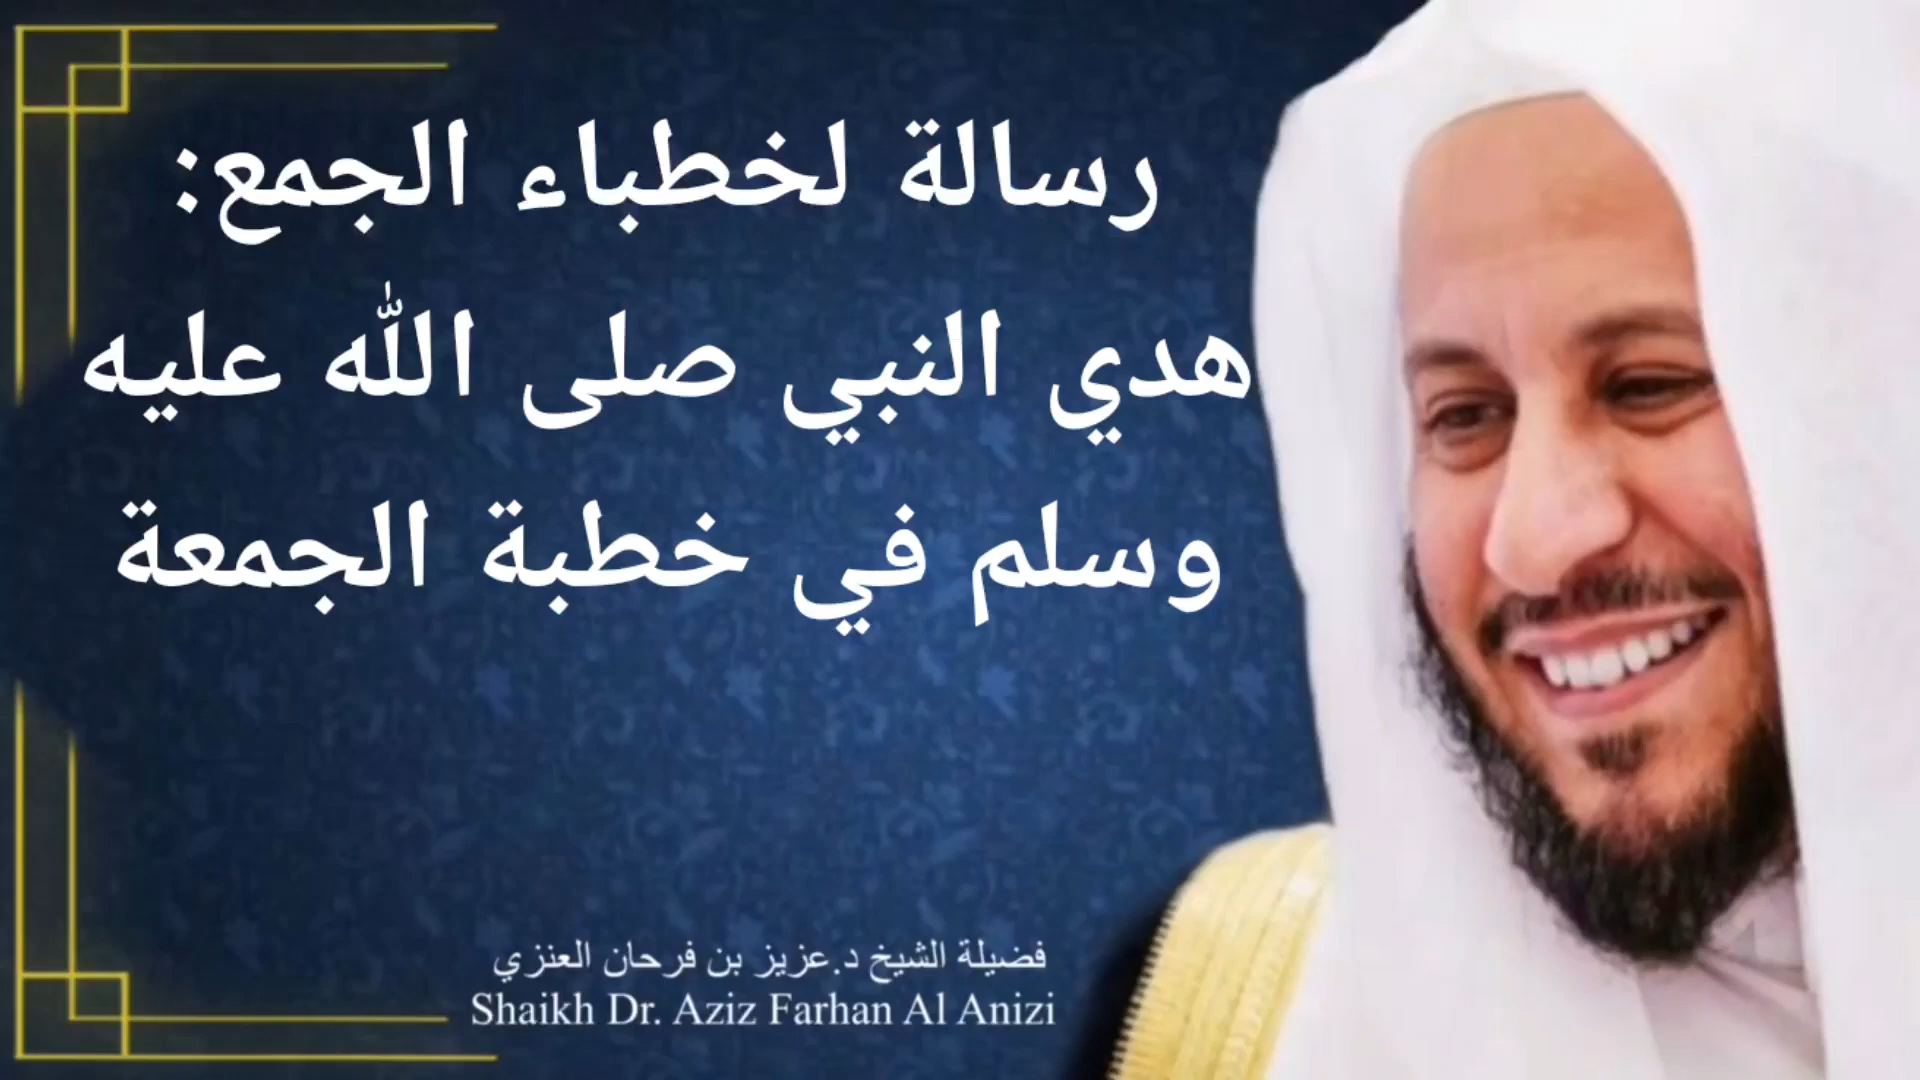 رسالة لخطباء الجمع:
هدي النبي صلى الله عليه
وسلم في خطبة الجمعة
فضيلة الشيخ د.عزيز بن فرحان العنزي
Shaikh Dr. Aziz Farhan Al Anizi